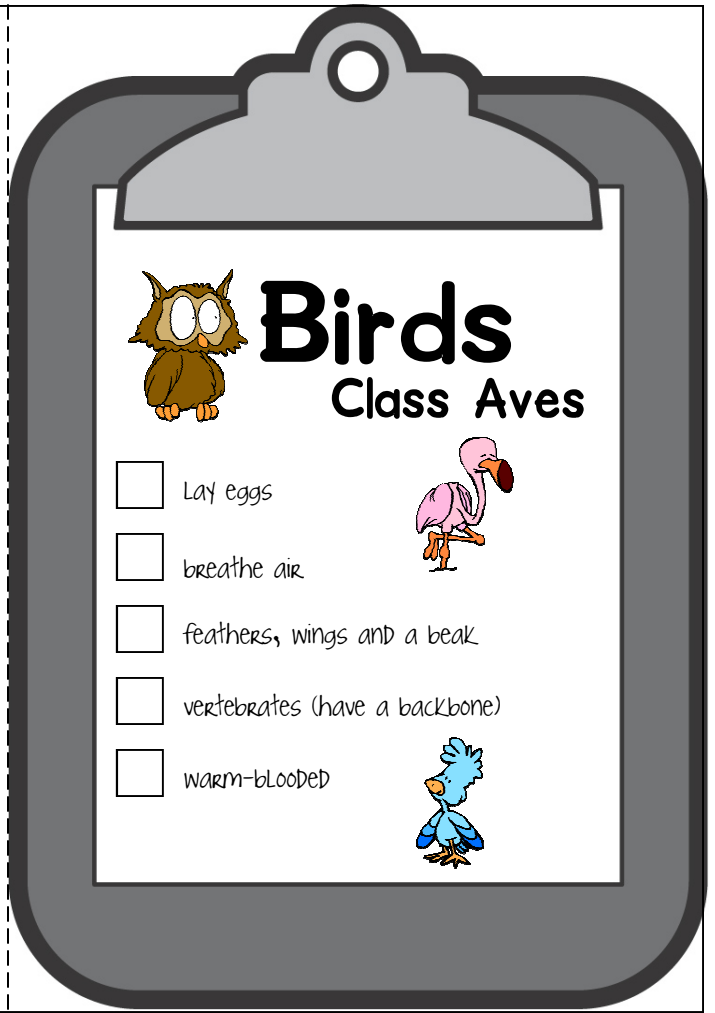 Birds
Class Aves
Lay eggs
breathe air
feathers, wings and a beak
vertebrates (have a backbone)
warm-blooded